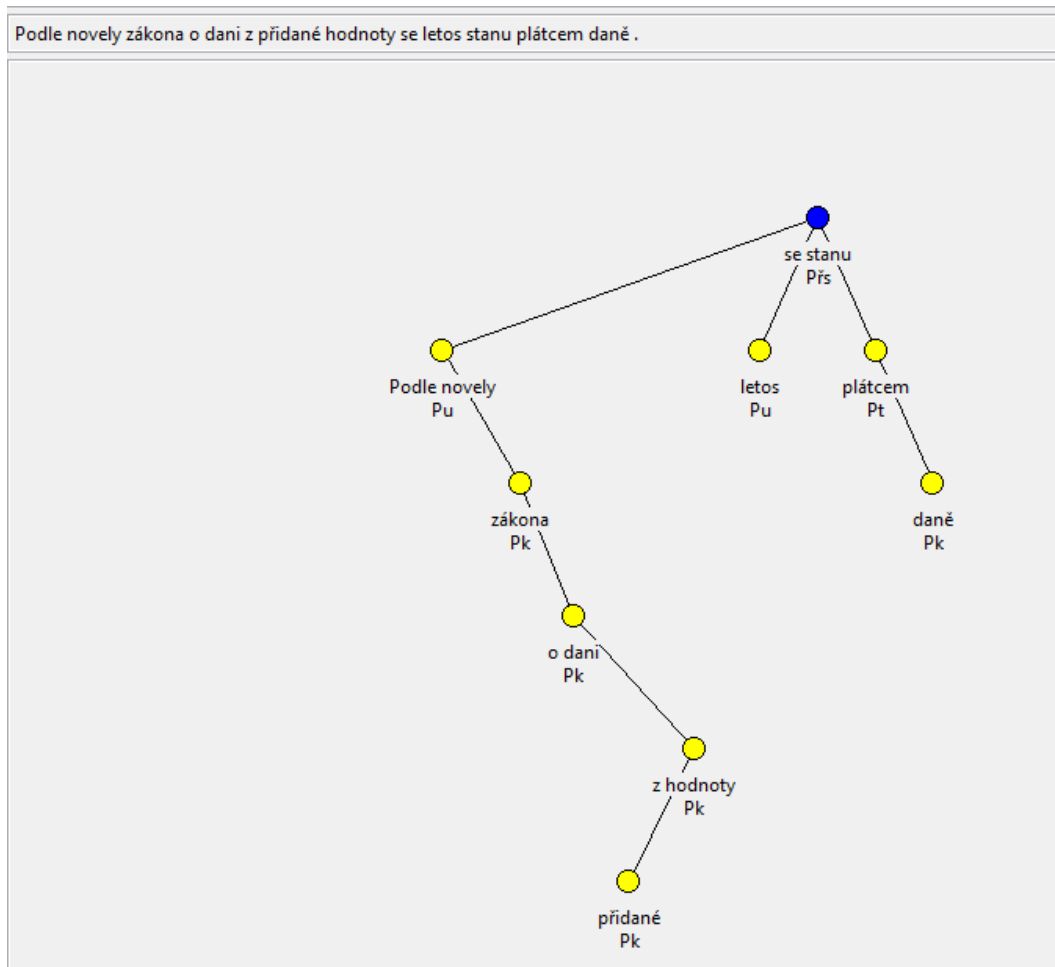 Podle novely zákona o dani z přidané hodnoty se letos stanu plátcem daně .
se stanu
Přs
Podle novely
Pu
letos
Pu
plátcem
Pt
zákona
Pk
daně
Pk
o dani
Pk
z hodnoty
Pk
přidané
Pk